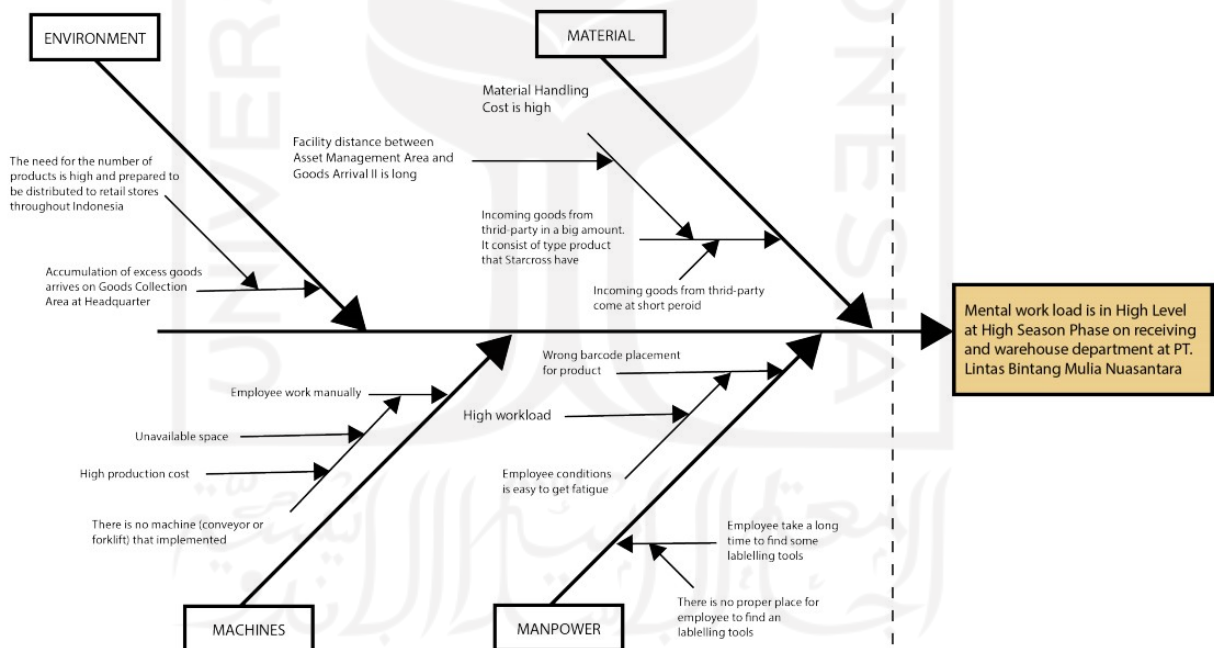 ENVIRONMENT
MATERIAL
Material Handling
Cost is high
Facility distance between
Asset Management Area and
Goods Arrival II is long
The need for the number of
products is high and prepared to
be distributed to retail stores
throughout Indonesia
Incoming goods from
thrid-party in a big amount.
It consist of type product
that Starcross have
Accumulation of excess goods
arrives on Goods Collection
Area at Headquarter
Incoming goods from thrid-party
come at short peroid
Mental work load is in High Level
at High Season Phase on receiving
and warehouse department at PT.
Lintas Bintang Mulia Nuasantara
Wrong barcode placement
for product
Employee work manually
High workload
Unavailable space
High production cost
Employee conditions
is easy to get fatigue
There is no machine (conveyor or
forklift) that implemented
Employee take a long
time to find some
lablelling tools
There is no proper place for
employee to find an
lablelling tools
MACHINES
MANPOWER
UNIVER
ONESIA